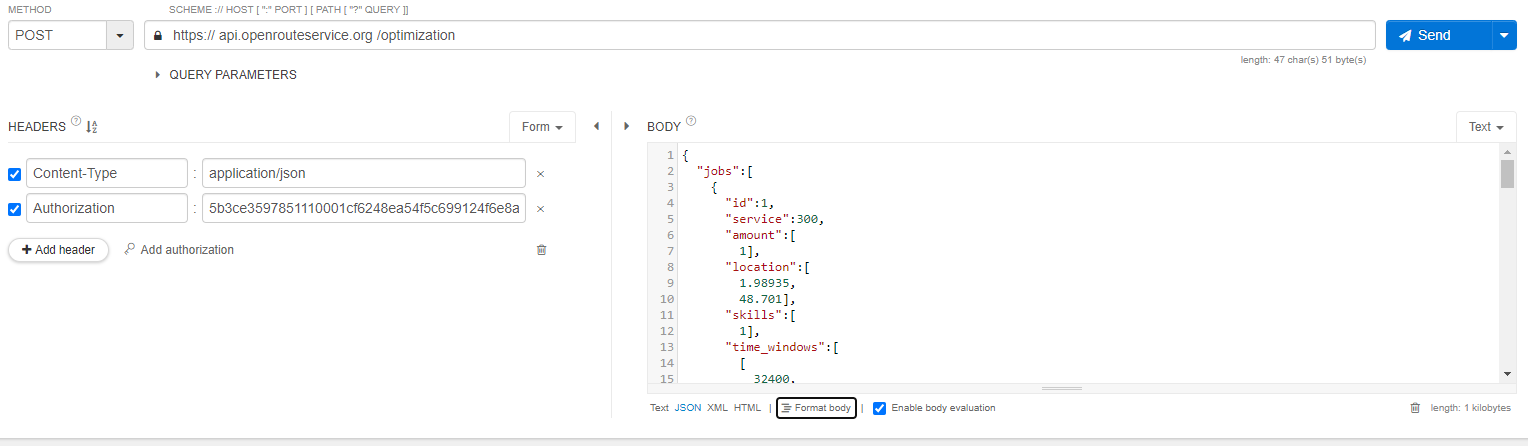 METHOD
SCHEME :// HOST [ ":" PORT ] [ PATH [ "?" QUERY ]]
POST
https:// api.openrouteservice.org /optimization
Send
length: 47 char(s) 51 byte(s)
QUERY PARAMETERS
HEADERS ? A Z
Form
BODY ?
Text
Content-Type : application/json ×
Authorization : 5b3ce3597851110001cf6248ea54f5c699124f6e8a ×
+ Add header
Add authorization
1 {
2 "jobs":[
3 {
4 "id":1,
5 "service":300,
6 "amount":[
7 1],
8 "location":[
9 1.98935,
10 48.701],
11 "skills":[
12 1],
13 "time_windows":[
14 [
15 32400,
Text JSON XML HTML | Format body | Enable body evaluation
length: 1 kilobytes